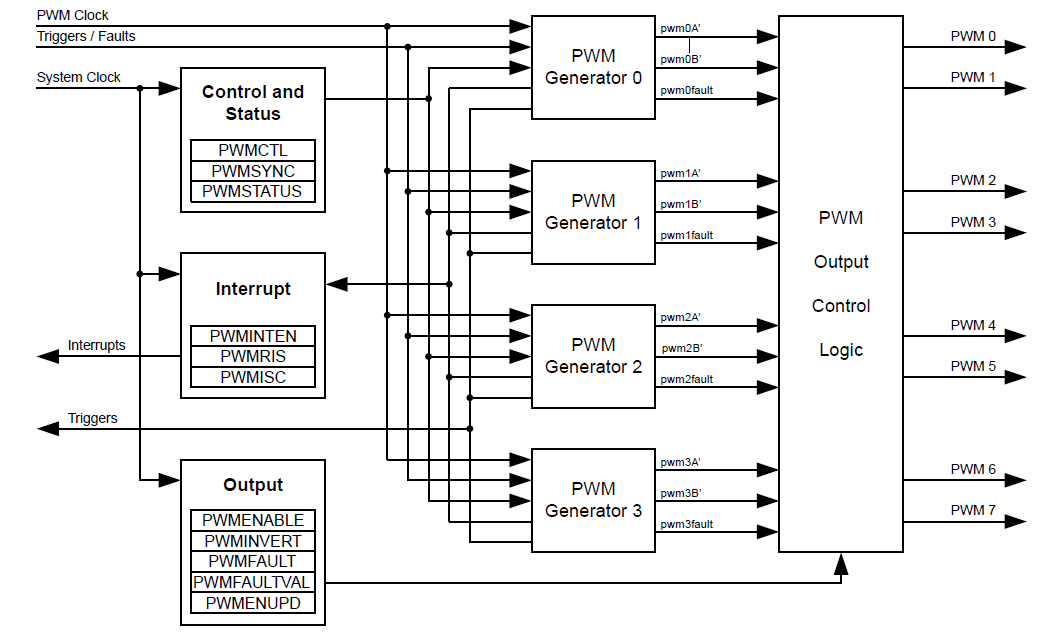 PWM Clock
Triggers / Faults
System Clock
Control and
Status
PWMCTL
PWMSYNC
PWMSTATUS
Interrupt
PWMINTEN
PWMRIS
PWMISC
Interrupts
Triggers
Output
PWMENABLE
PWMINVERT
PWMFAULT
PWMFAULTVAL
PWMENUPD
PWM
Generator 0
pwm0A'
pwm0B'
pwm0fault
PWM
Generator 1
pwm1A'
pwm1B'
pwm1fault
PWM
Generator 2
pwm2A'
pwm2B'
pwm2fault
PWM
Generator 3
pwm3A'
pwm3B'
pwm3fault
PWM
Output
Control
Logic
PWM 0
PWM 1
PWM 2
PWM 3
PWM 4
PWM 5
PWM 6
PWM 7